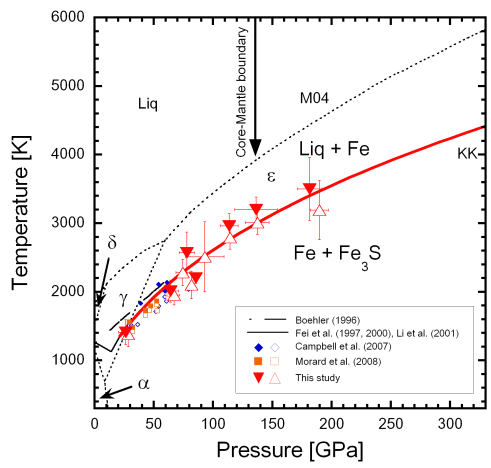 6000
5000
4000
3000
2000
1000
0
50
100
150
200
250
300
Temperature [K]
Pressure [GPa]
Core-Mantle boundary
Liq
M04
Liq + Fe
KK
ε
Fe + Fe3S
δ
γ
α
Boehler (1996)
Fei et al. (1997, 2000), Li et al. (2001)
Campbell et al. (2007)
Morard et al. (2008)
This study